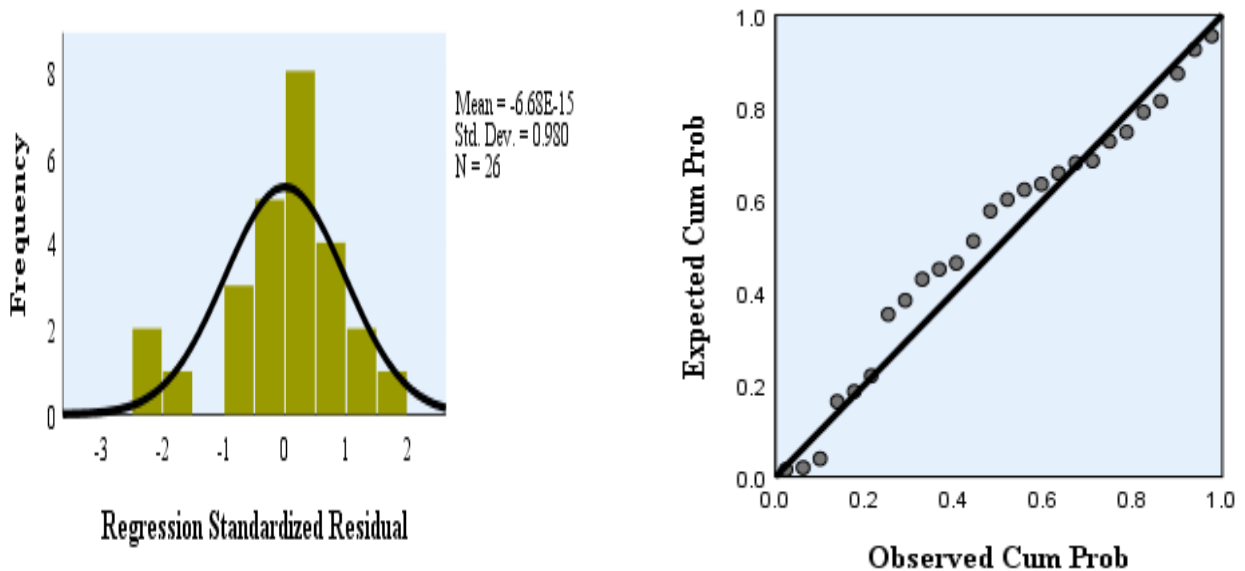 Frequency
8
6
4
2
0
-3 -2 -1 0 1 2
Regression Standardized Residual
Mean = -6.68E-15
Std. Dev. = 0.980
N = 26
Expected Cum Prob
1.0
0.8
0.6
0.4
0.2
0.0
0.0 0.2 0.4 0.6 0.8 1.0
Observed Cum Prob